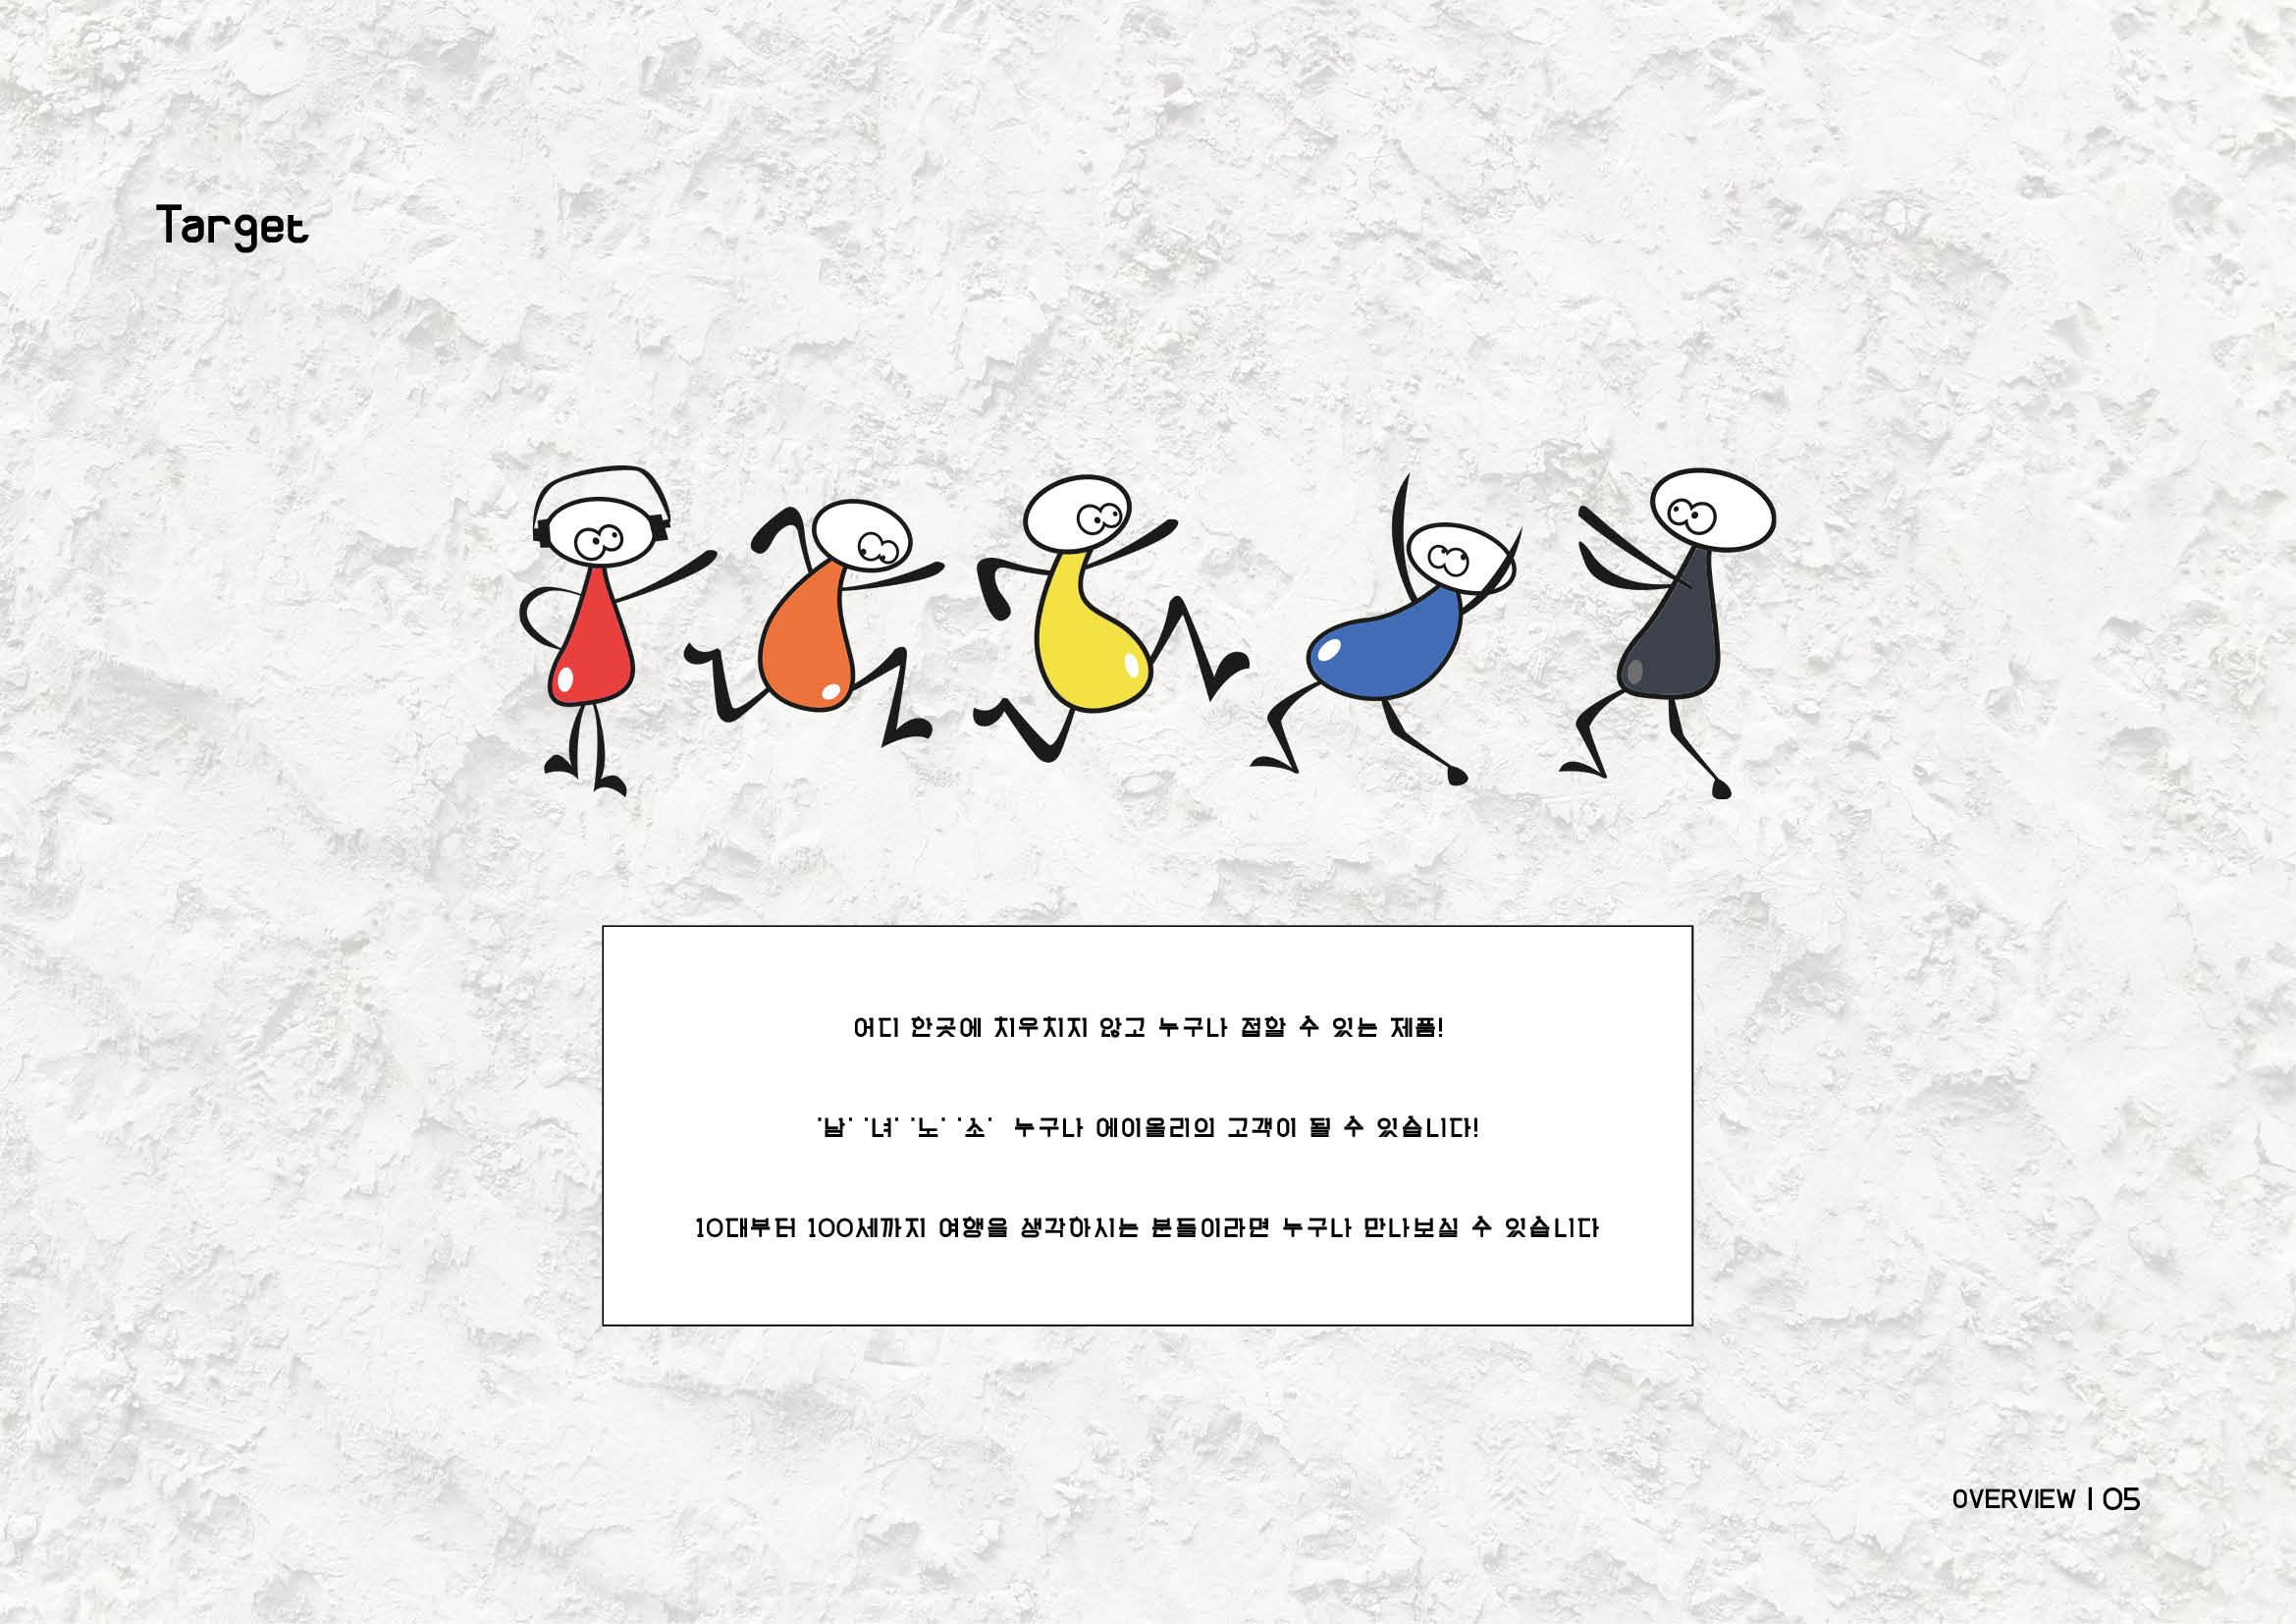 Target
어디 한곳에 치우치지 않고 누구나 접할 수 있는 제품!
'남' '녀' '노' '소' 누구나 에이올리의 고객이 될 수 있습니다!
10대부터 100세까지 여행을 생각하시는 분들이라면 누구나 만나보실 수 있습니다
OVERVIEW | 05